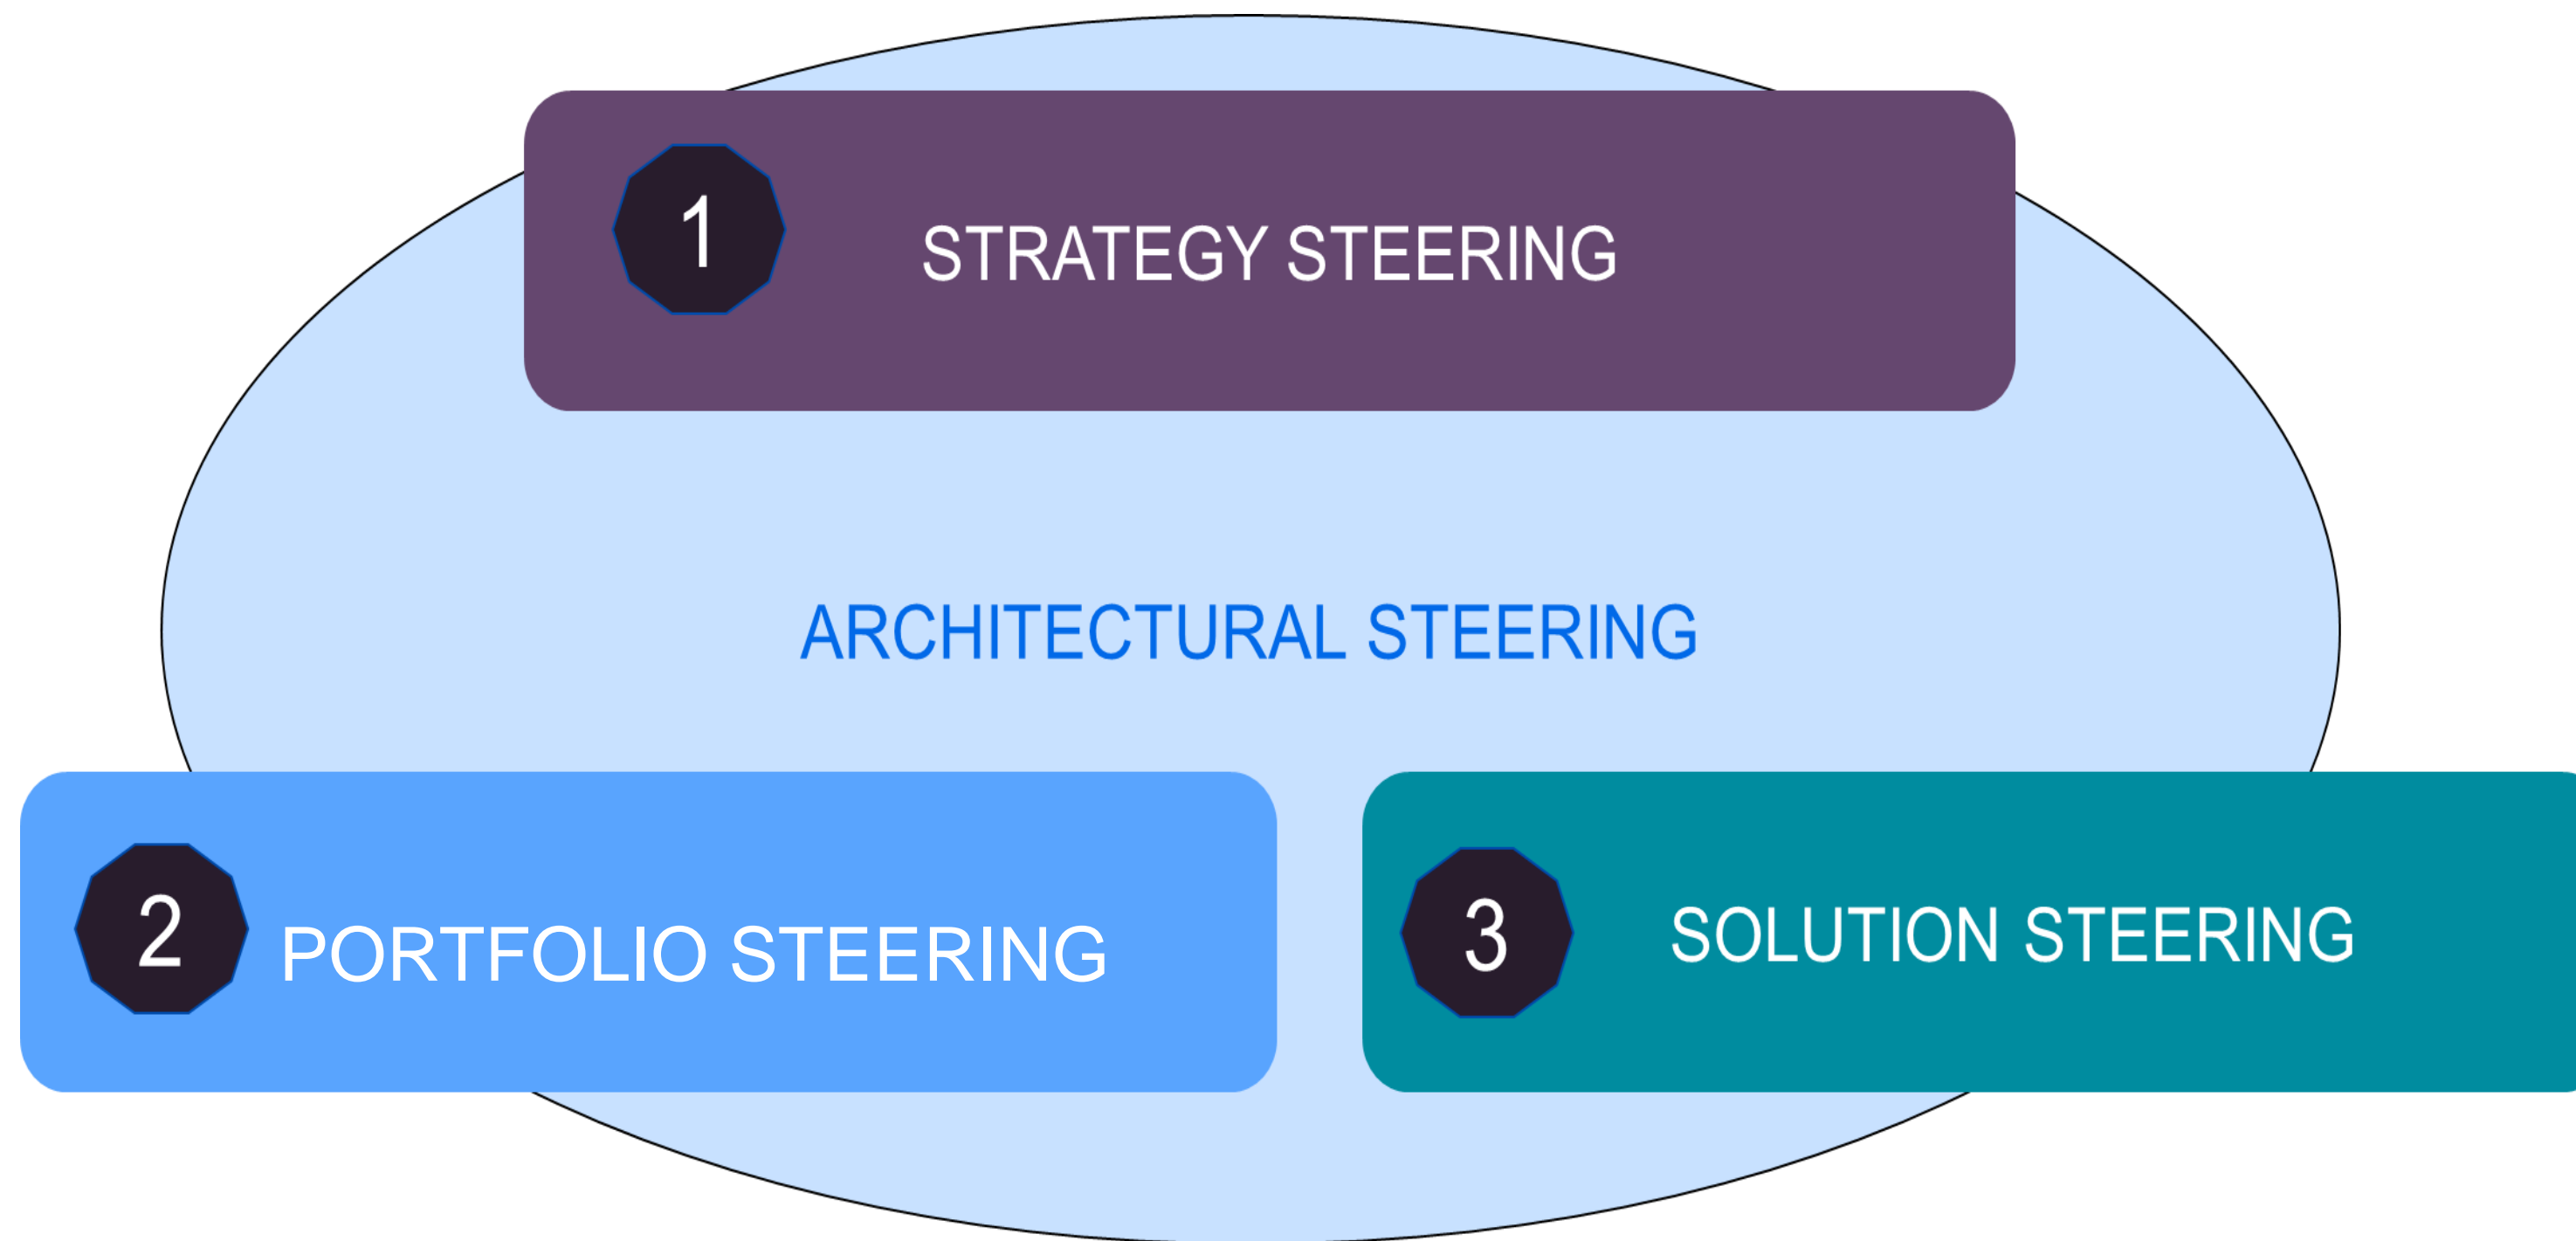 1
STRATEGY STEERING
ARCHITECTURAL STEERING
2
PORTFOLIO STEERING
3
SOLUTION STEERING